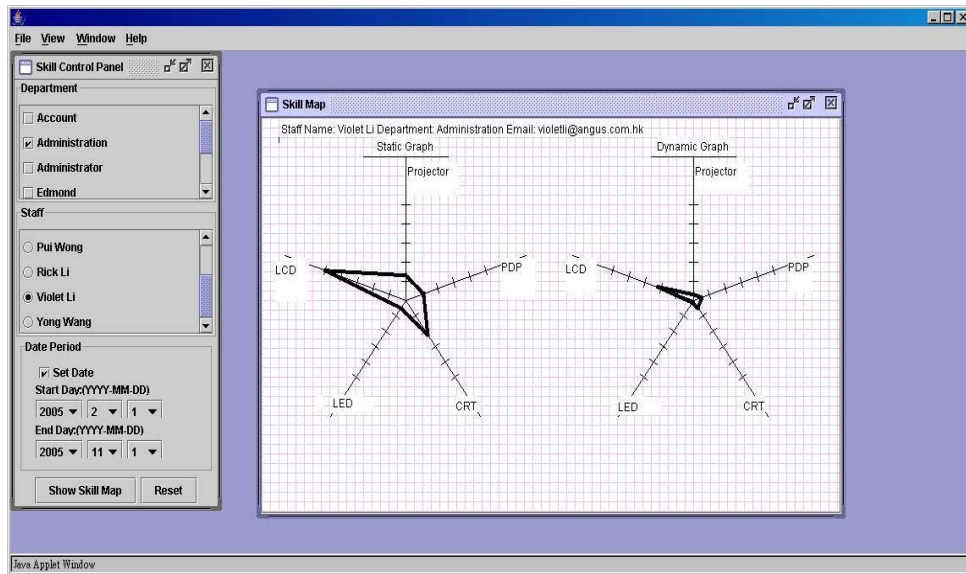 File View Window Help
Skill Control Panel
Department
Account
Administration
Administrator
Edmond
Staff
Pui Wong
Rick Li
Violet Li
Yong Wang
Date Period
Set Date
Start Day:(YYYY-MM-DD)
2005 2 1
End Day:(YYYY-MM-DD)
2005 11 1
Show Skill Map Reset
Skill Map
Staff Name: Violet Li Department: Administration Email: violetli@angus.com.hk
Static Graph
Projector
LCD
PDP
LED
CRT
Dynamic Graph
Projector
LCD
PDP
LED
CRT
Java Applet Window